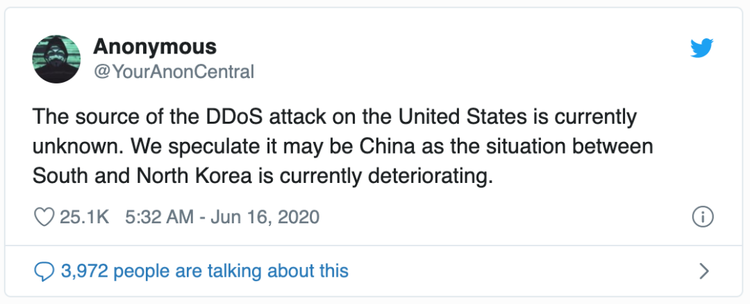 Anonymous
@YourAnonCentral
The source of the DDoS attack on the United States is currently
unknown. We speculate it may be China as the situation between
South and North Korea is currently deteriorating.
25.1K 5:32 AM - Jun 16, 2020
3,972 people are talking about this